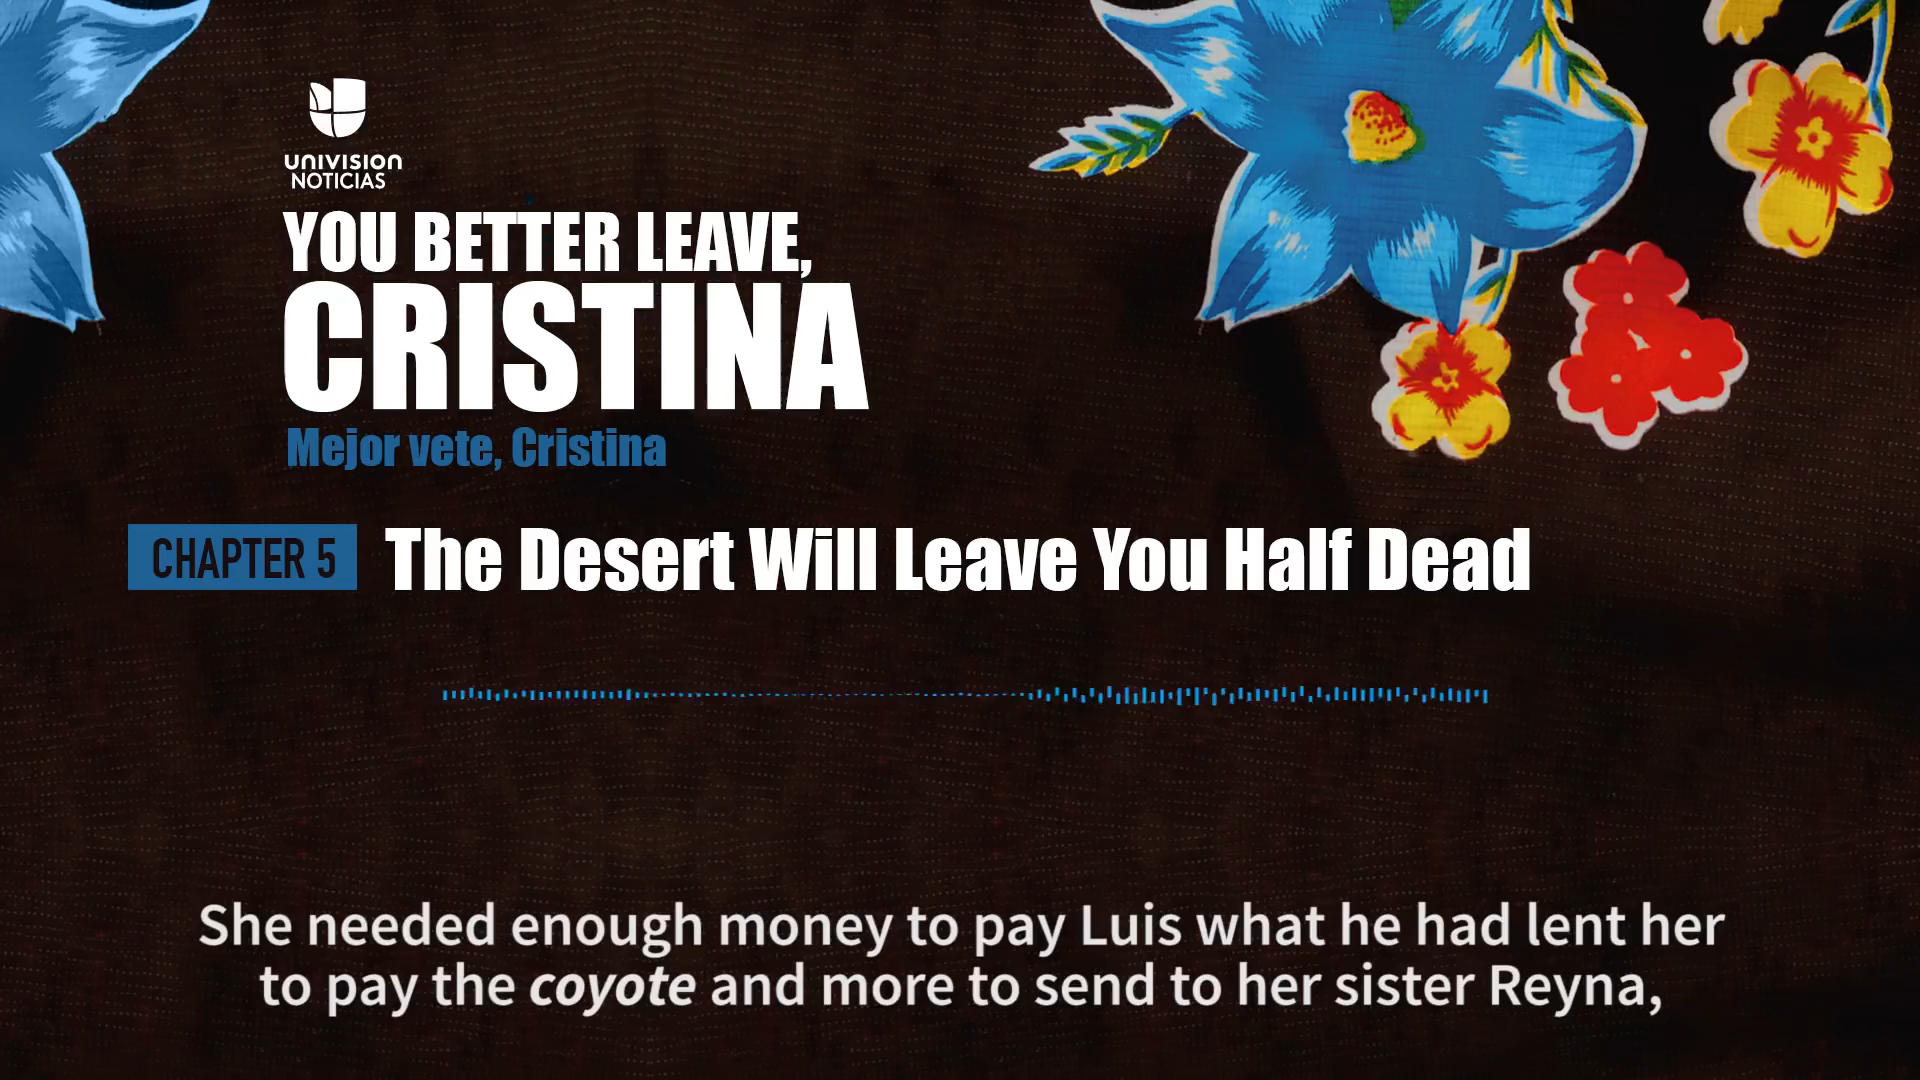 UNIVISION
NOTICIAS
YOU BETTER LEAVE,
CRISTINA
Mejor vete, Cristina
CHAPTER 5 The Desert Will Leave You Half Dead
She needed enough money to pay Luis what he had lent her
to pay the coyote and more to send to her sister Reyna,